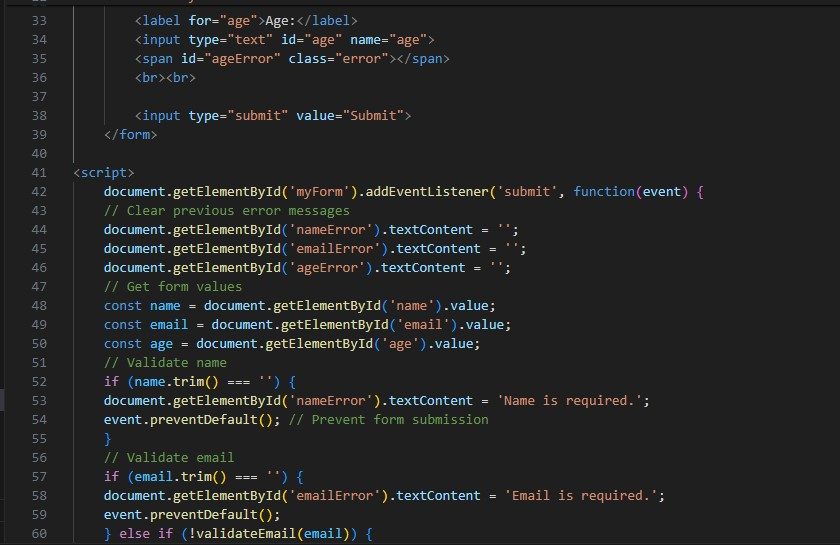 33 <label for="age">Age:</label>
34 <input type="text" id="age" name="age">
35 <span id="ageError" class="error"></span>
36 <br><br>
37
38 <input type="submit" value="Submit">
39 </form>
40
41 <script>
42 document.getElementById('myForm').addEventListener('submit', function(event) {
43 // Clear previous error messages
44 document.getElementById('nameError').textContent = '';
45 document.getElementById('emailError').textContent = '';
46 document.getElementById('ageError').textContent = '';
47 // Get form values
48 const name = document.getElementById('name').value;
49 const email = document.getElementById('email').value;
50 const age = document.getElementById('age').value;
51 // Validate name
52 if (name.trim() === '') {
53 document.getElementById('nameError').textContent = 'Name is required.';
54 event.preventDefault(); // Prevent form submission
55 }
56 // Validate email
57 if (email.trim() === '') {
58 document.getElementById('emailError').textContent = 'Email is required.';
59 event.preventDefault();
60 } else if (!validateEmail(email)) {